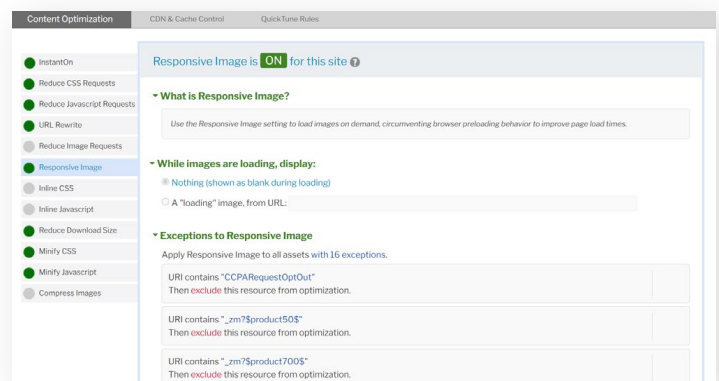 Content Optimization
CDN & Cache Control
QuickTune Rules
InstantOn
Reduce CSS Requests
Reduce Javascript Requests
URL Rewrite
Reduce Image Requests
Responsive Image
Inline CSS
Inline Javascript
Reduce Download Size
Minify CSS
Minify Javascript
Compress Images
Responsive Image is ON for this site ?
What is Responsive Image?
Use the Responsive Image setting to load images on demand, circumventing browser preloading behavior to improve page load times.
While images are loading, display:
Nothing (shown as blank during loading)
A "loading" image, from URL:
Exceptions to Responsive Image
Apply Responsive Image to all assets with 16 exceptions.
URI contains "CCPARequestOptOut"
Then exclude this resource from optimization.
URI contains "_zm?$product50$"
Then exclude this resource from optimization.
URI contains "_zm?$product700$"
Then exclude this resource from optimization.